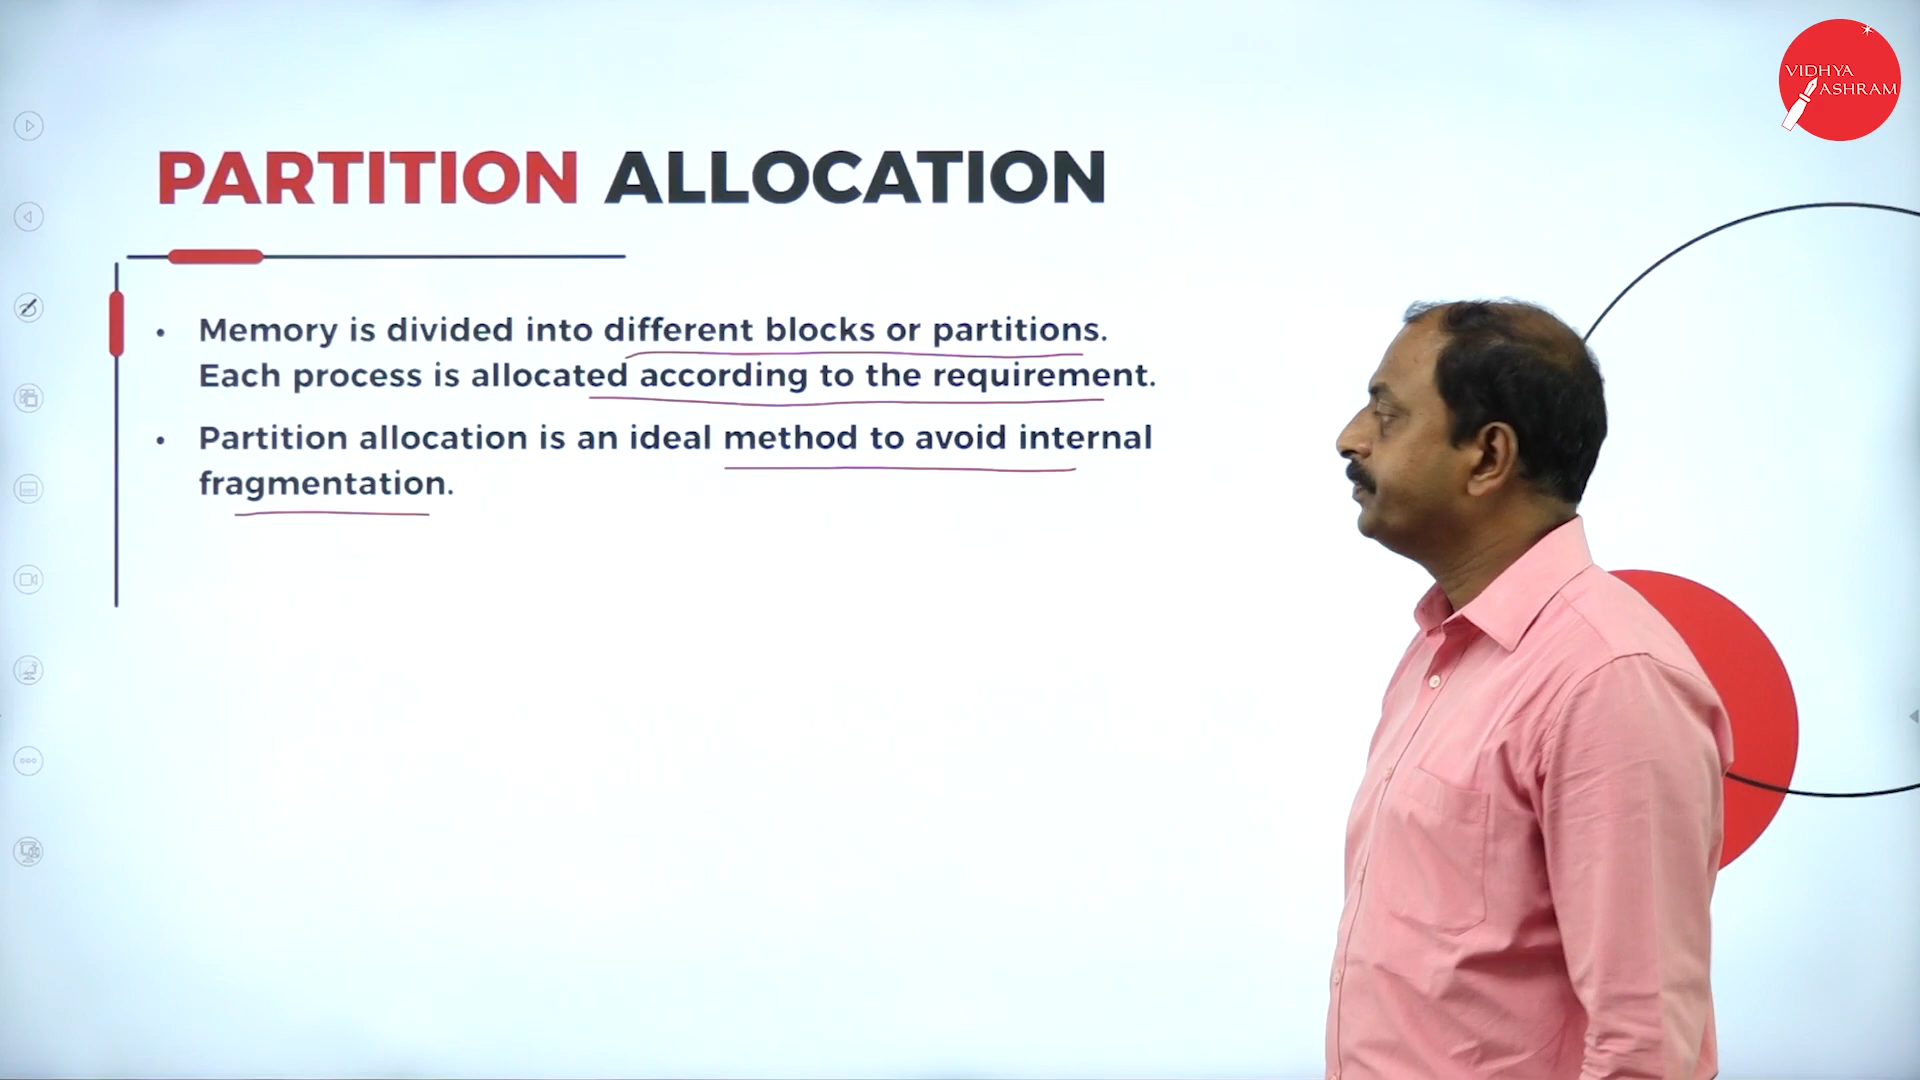 VIDHYA
ASHRAM
PARTITION ALLOCATION
• Memory is divided into different blocks or partitions.
Each process is allocated according to the requirement.
• Partition allocation is an ideal method to avoid internal
fragmentation.